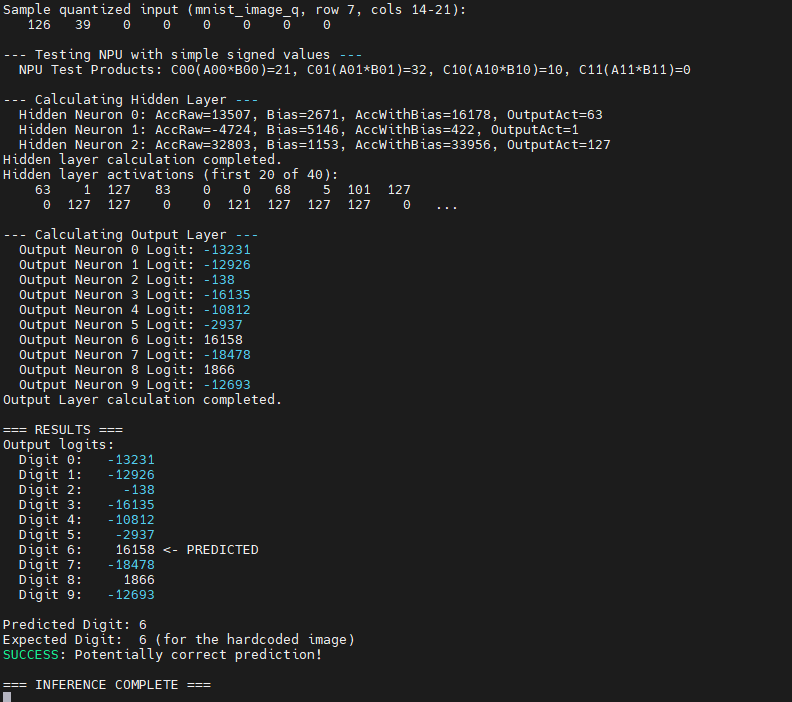 Sample quantized input (mnist_image_q, row 7, cols 14-21):
   126   39    0    0    0    0    0    0

--- Testing NPU with simple signed values ---
  NPU Test Products: C00(A00*B00)=21, C01(A01*B01)=32, C10(A10*B10)=10, C11(A11*B11)=0

--- Calculating Hidden Layer ---
  Hidden Neuron 0: AccRaw=13507, Bias=2671, AccWithBias=16178, OutputAct=63
  Hidden Neuron 1: AccRaw=-4724, Bias=5146, AccWithBias=422, OutputAct=1
  Hidden Neuron 2: AccRaw=32803, Bias=1153, AccWithBias=33956, OutputAct=127
Hidden layer calculation completed.
Hidden layer activations (first 20 of 40):
    63    1  127   83    0    0   68    5  101  127
     0  127  127    0    0  121  127  127  127    0   ...

--- Calculating Output Layer ---
  Output Neuron 0 Logit: -13231
  Output Neuron 1 Logit: -12926
  Output Neuron 2 Logit: -138
  Output Neuron 3 Logit: -16135
  Output Neuron 4 Logit: -10812
  Output Neuron 5 Logit: -2937
  Output Neuron 6 Logit: 16158
  Output Neuron 7 Logit: -18478
  Output Neuron 8 Logit: 1866
  Output Neuron 9 Logit: -12693
Output Layer calculation completed.

=== RESULTS ===
Output logits:
  Digit 0:   -13231
  Digit 1:   -12926
  Digit 2:     -138
  Digit 3:   -16135
  Digit 4:   -10812
  Digit 5:    -2937
  Digit 6:    16158 <- PREDICTED
  Digit 7:   -18478
  Digit 8:     1866
  Digit 9:   -12693

Predicted Digit: 6
Expected Digit:  6 (for the hardcoded image)
SUCCESS: Potentially correct prediction!

=== INFERENCE COMPLETE ===